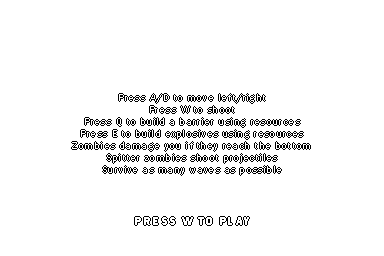 Press A/D to move left/right
Press W to shoot
Press Q to build a barrier using resources
Press E to build explosives using resources
Zombies damage you if they reach the bottom
Spitter zombies shoot projectiles
Survive as many waves as possible
PRESS W TO PLAY